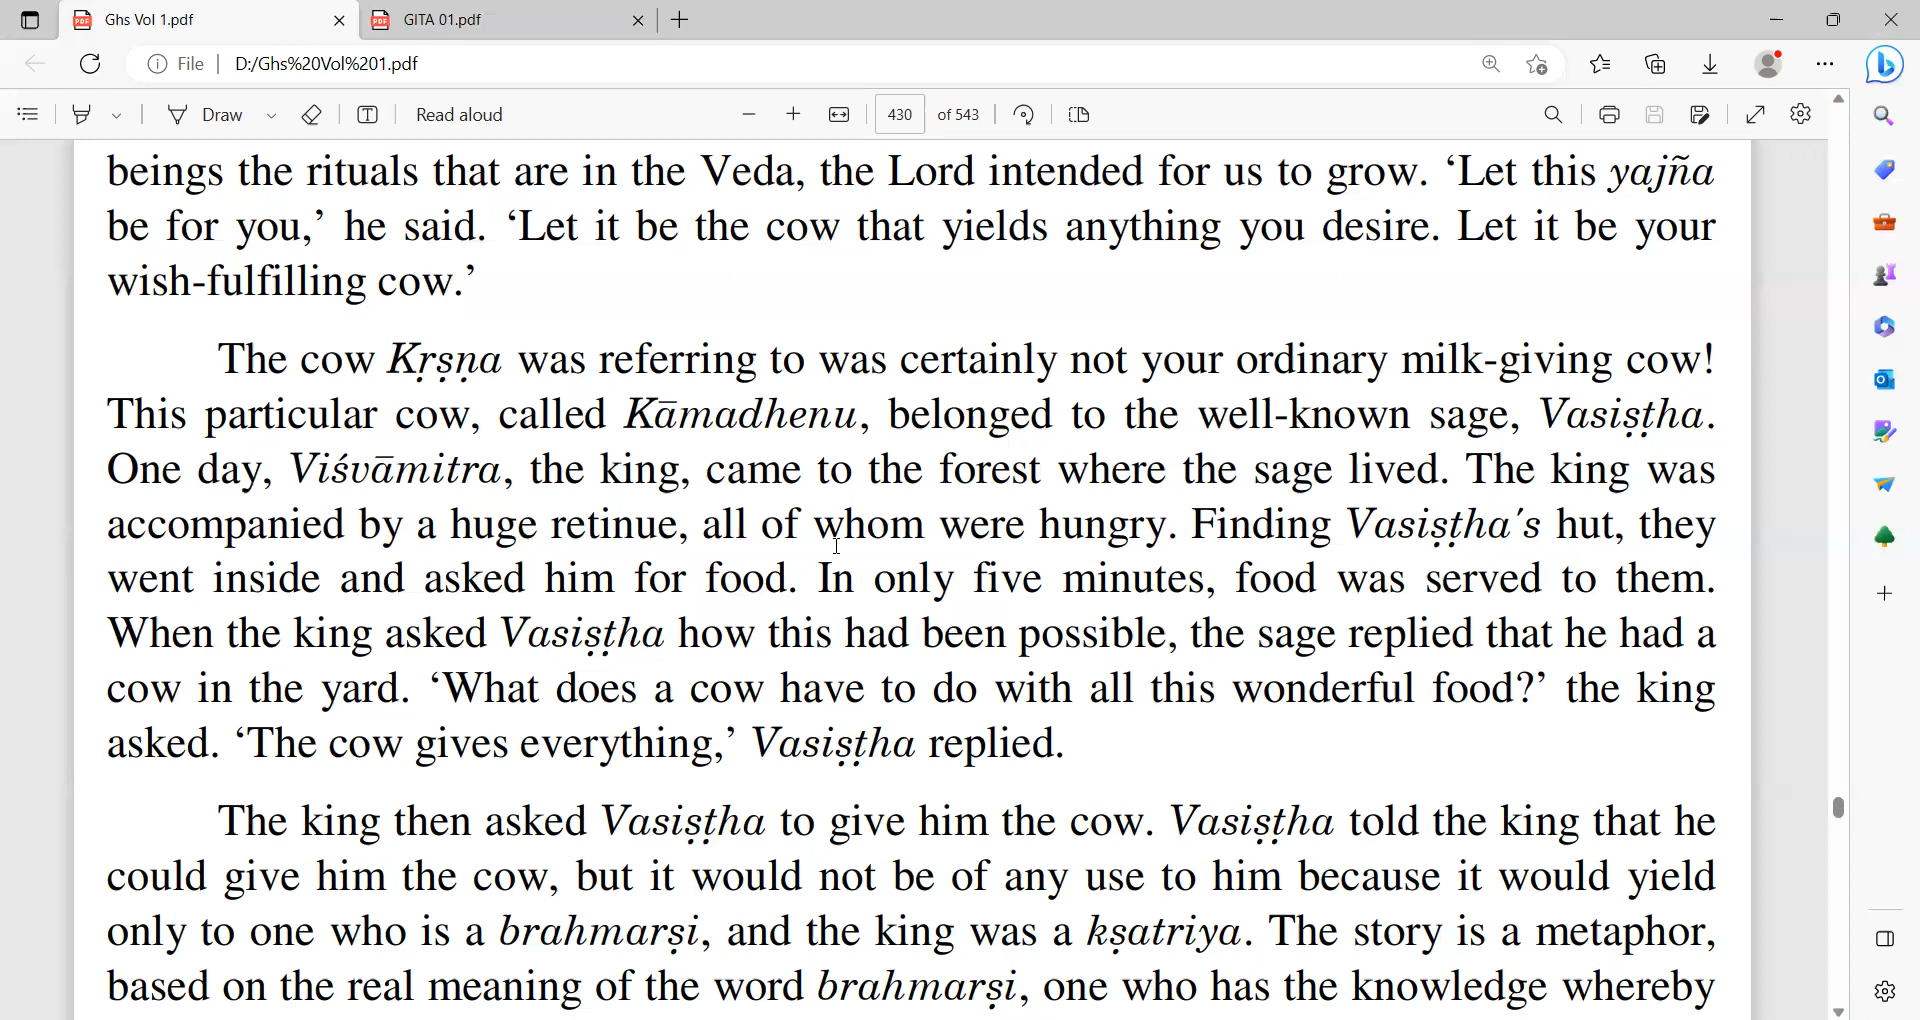 Ghs Vol 1.pdf
GITA 01.pdf
File
D:/Ghs%20Vol%201.pdf
Draw
Read aloud
430
of 543
beings the rituals that are in the Veda, the Lord intended for us to grow. ‘Let this yajña
be for you,’ he said. ‘Let it be the cow that yields anything you desire. Let it be your
wish-fulfilling cow.’
The cow Kṛṣṇa was referring to was certainly not your ordinary milk-giving cow!
This particular cow, called Kāmadhenu, belonged to the well-known sage, Vasiṣṭha.
One day, Viśvāmitra, the king, came to the forest where the sage lived. The king was
accompanied by a huge retinue, all of whom were hungry. Finding Vasiṣṭha's hut, they
went inside and asked him for food. In only five minutes, food was served to them.
When the king asked Vasiṣṭha how this had been possible, the sage replied that he had a
cow in the yard. ‘What does a cow have to do with all this wonderful food?’ the king
asked. ‘The cow gives everything,’ Vasiṣṭha replied.
The king then asked Vasiṣṭha to give him the cow. Vasiṣṭha told the king that he
could give him the cow, but it would not be of any use to him because it would yield
only to one who is a brahmarṣi, and the king was a kṣatriya. The story is a metaphor,
based on the real meaning of the word brahmarṣi, one who has the knowledge whereby